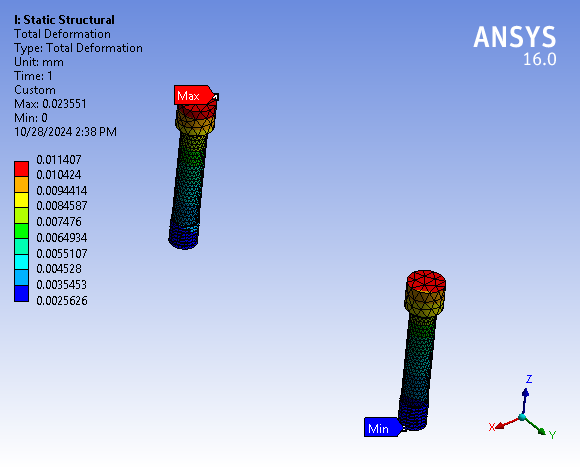 I: Static Structural
Total Deformation
Type: Total Deformation
Unit: mm
Time: 1
Custom
Max: 0.023551
Min: 0
10/28/2024 2:38 PM
0.011407
0.010424
0.0094414
0.0084587
0.007476
0.0064934
0.0055107
0.004528
0.0035453
0.0025626
ANSYS
16.0
Max
Min
Z
X
Y